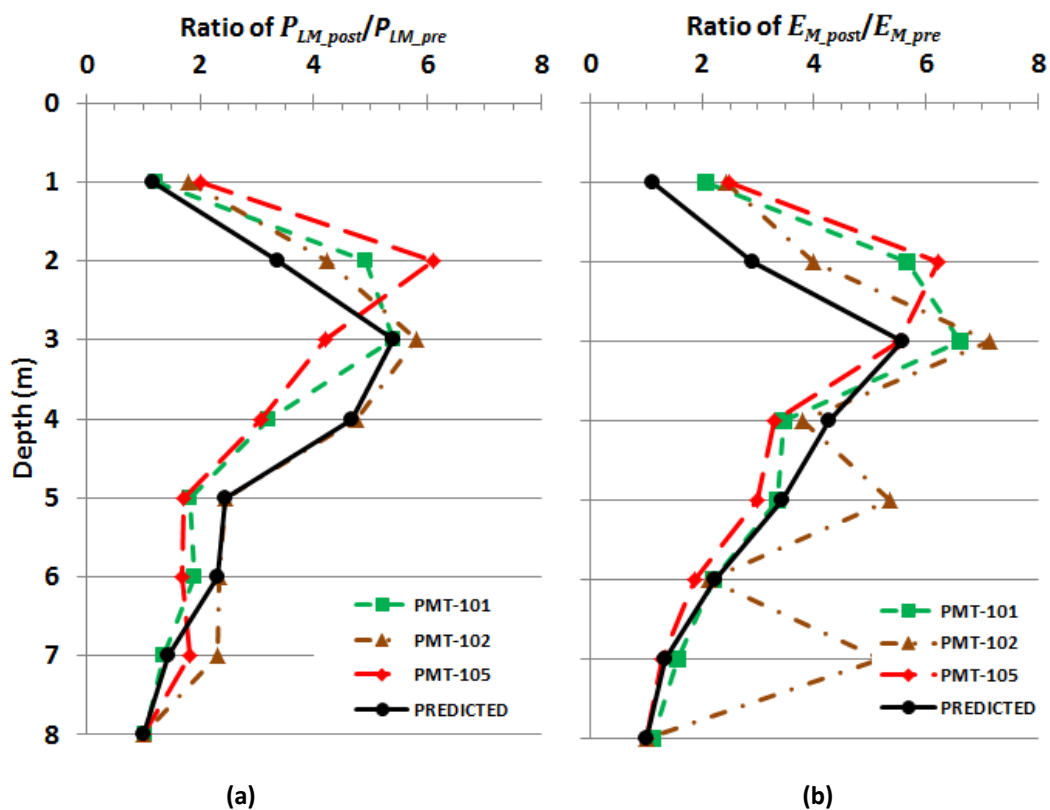 Ratio of P_LM_post/P_LM_pre
0 2 4 6 8
0
1
2
3
4
5
6
7
8
Depth (m)
PMT-101
PMT-102
PMT-105
PREDICTED
(a)
Ratio of E_M_post/E_M_pre
0 2 4 6 8
PMT-101
PMT-102
PMT-105
PREDICTED
(b)